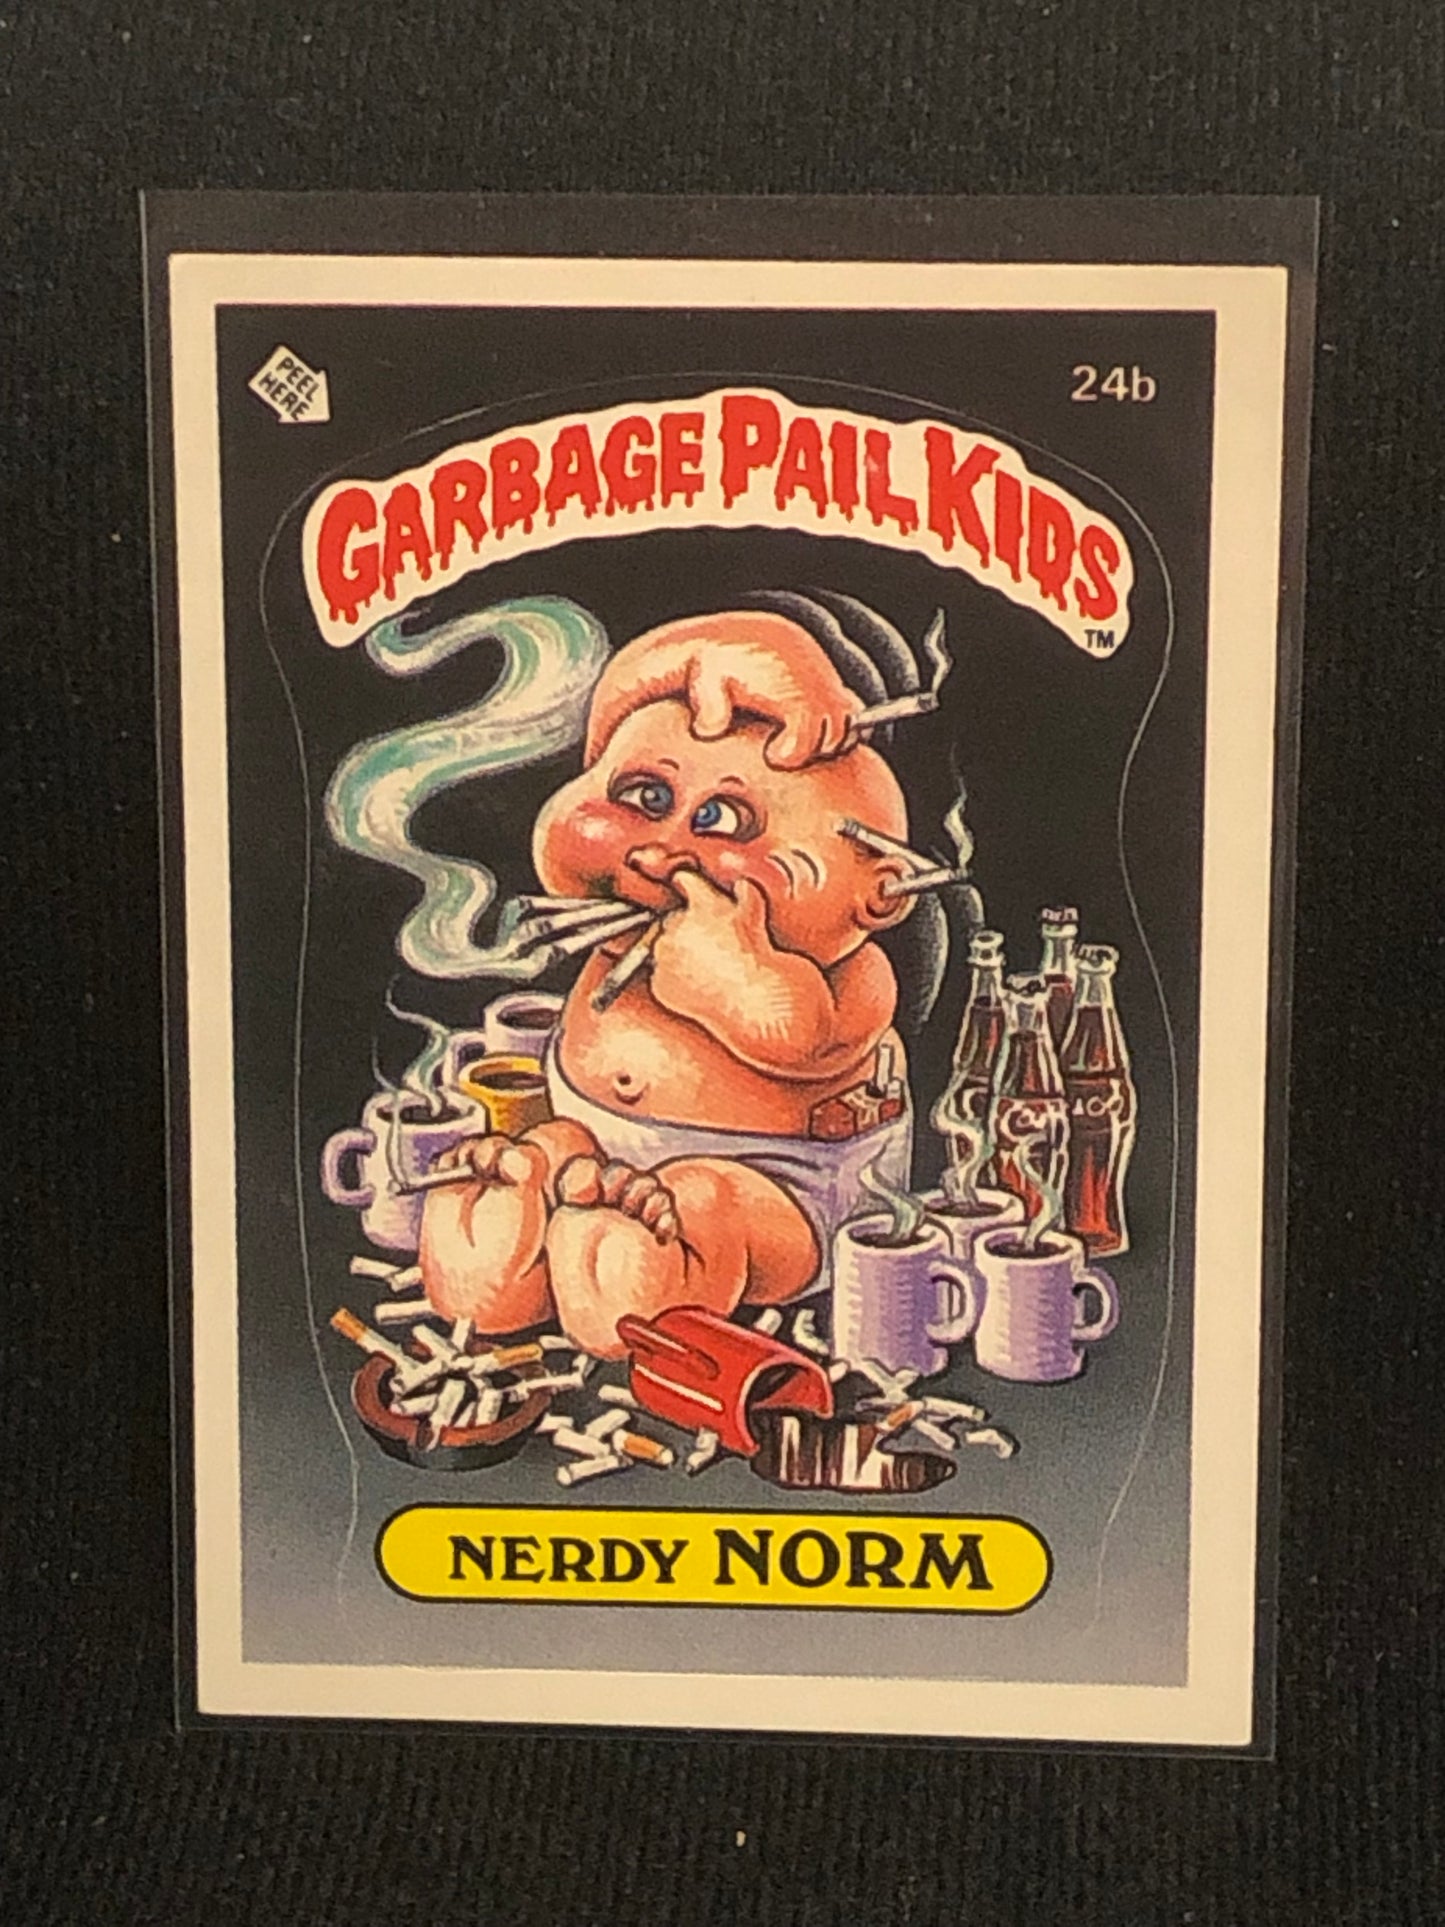 PEEL
HERE
24b
GARBAGE PAIL KIDS
TM
NERDY NORM